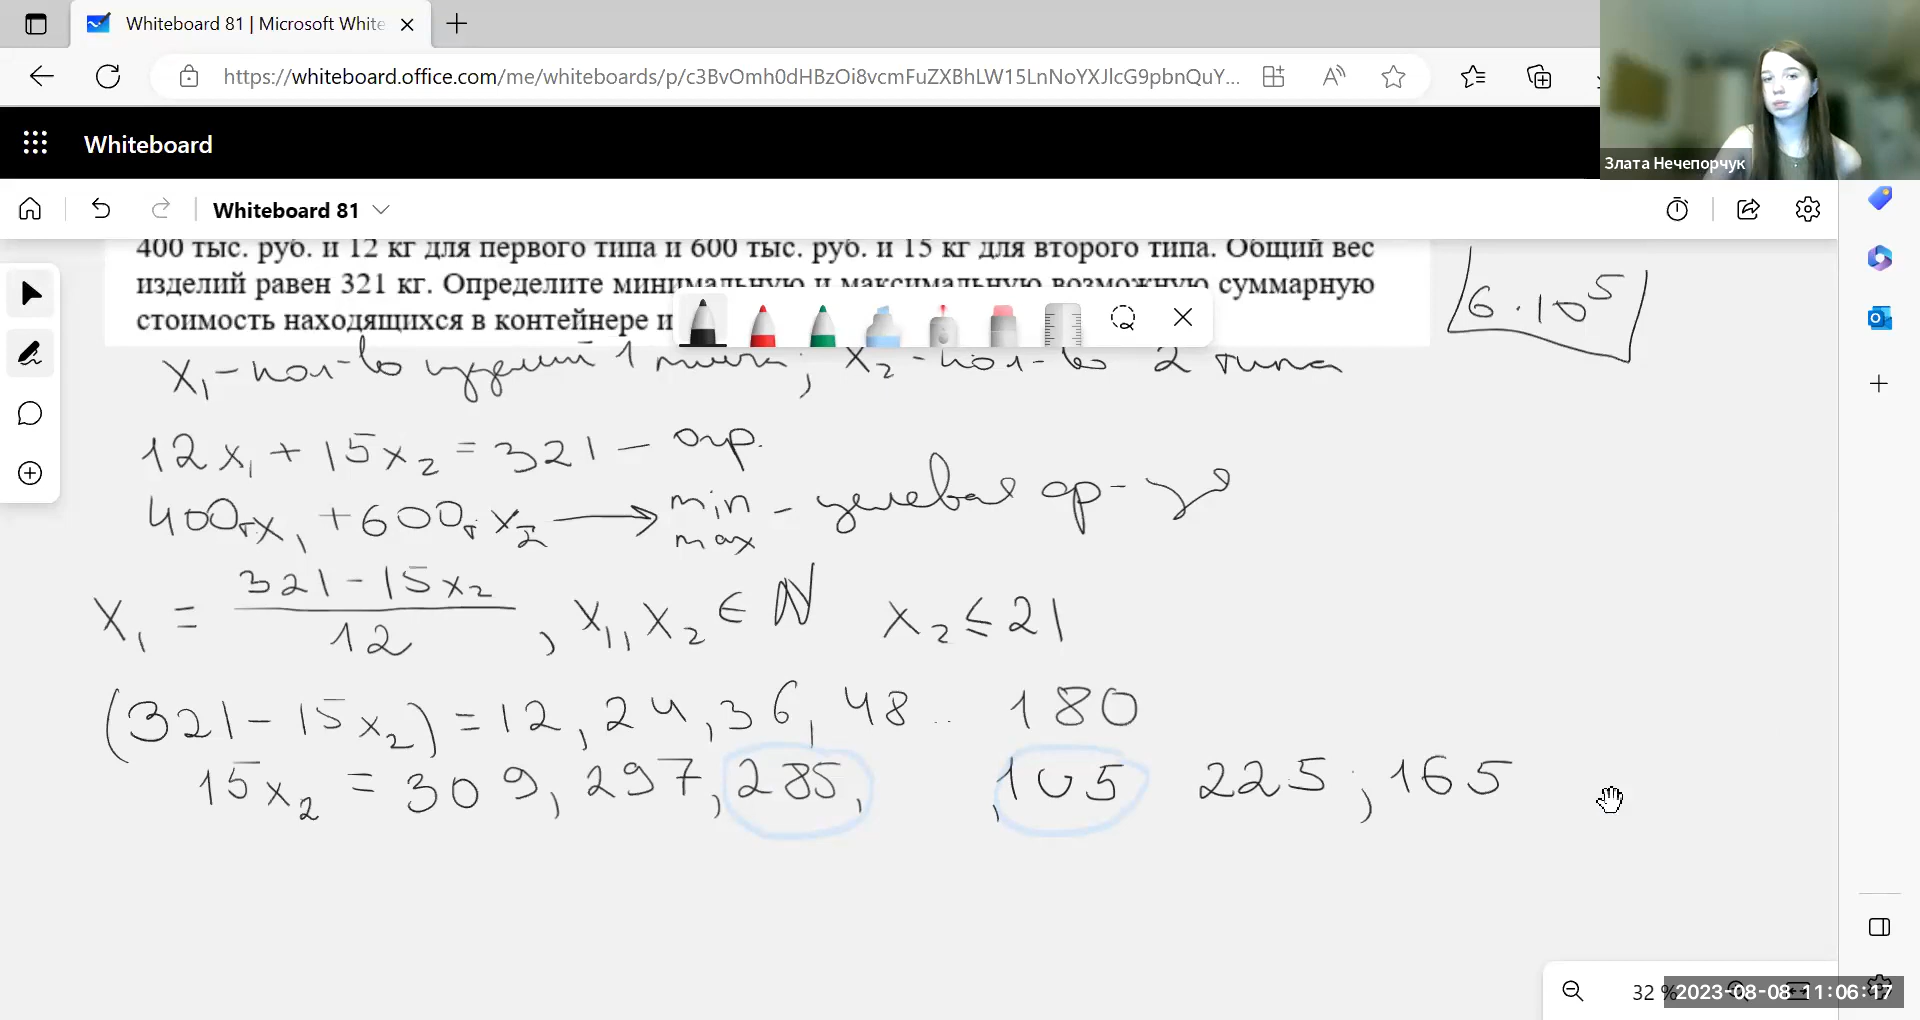 Whiteboard 81 | Microsoft White
https://whiteboard.office.com/me/whiteboards/p/c3BvOmh0dHBzOi8vcmFuZXBhLW15LnNoYXJlcG9pbnQuY...
Злата Нечепорчук
Whiteboard
Whiteboard 81
400 тыс. руб. и 12 кг для первого типа и 600 тыс. руб. и 15 кг для второго типа. Общий вес
изделий равен 321 кг. Определите минимальную и максимальную возможную суммарную
стоимость находящихся в контейнере и
6 · 10⁵
x₁ - кол-во изделий 1 типа; x₂ - кол-во 2 типа
12x₁ + 15x₂ = 321 – огр.
400т x₁ + 600т x₂ → min max - целевая ф-я
x₁ = (321 - 15x₂)/12, x₁, x₂ ∈ ℕ x₂ ≤ 21
(321 - 15x₂) = 12, 24, 36, 48 .. 180
15x₂ = 309, 297, 285, , 105 225; 165
32 %
2023-08-08 11:06:17